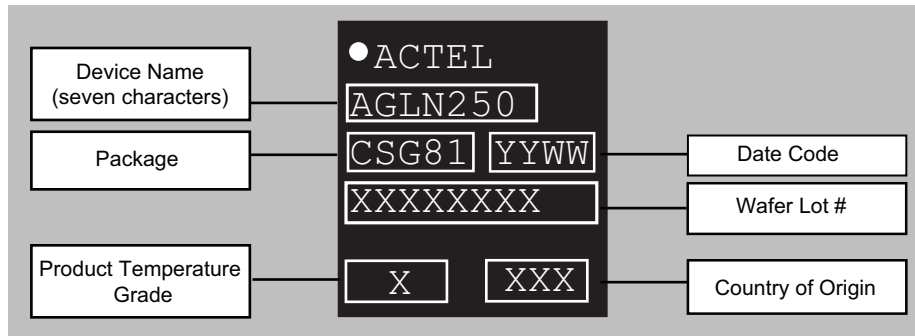 ACTEL
Device Name
(seven characters)
AGLN250
Package
CSG81 YYWW
Date Code
XXXXXXXX
Wafer Lot #
Product Temperature
Grade
X XXX
Country of Origin